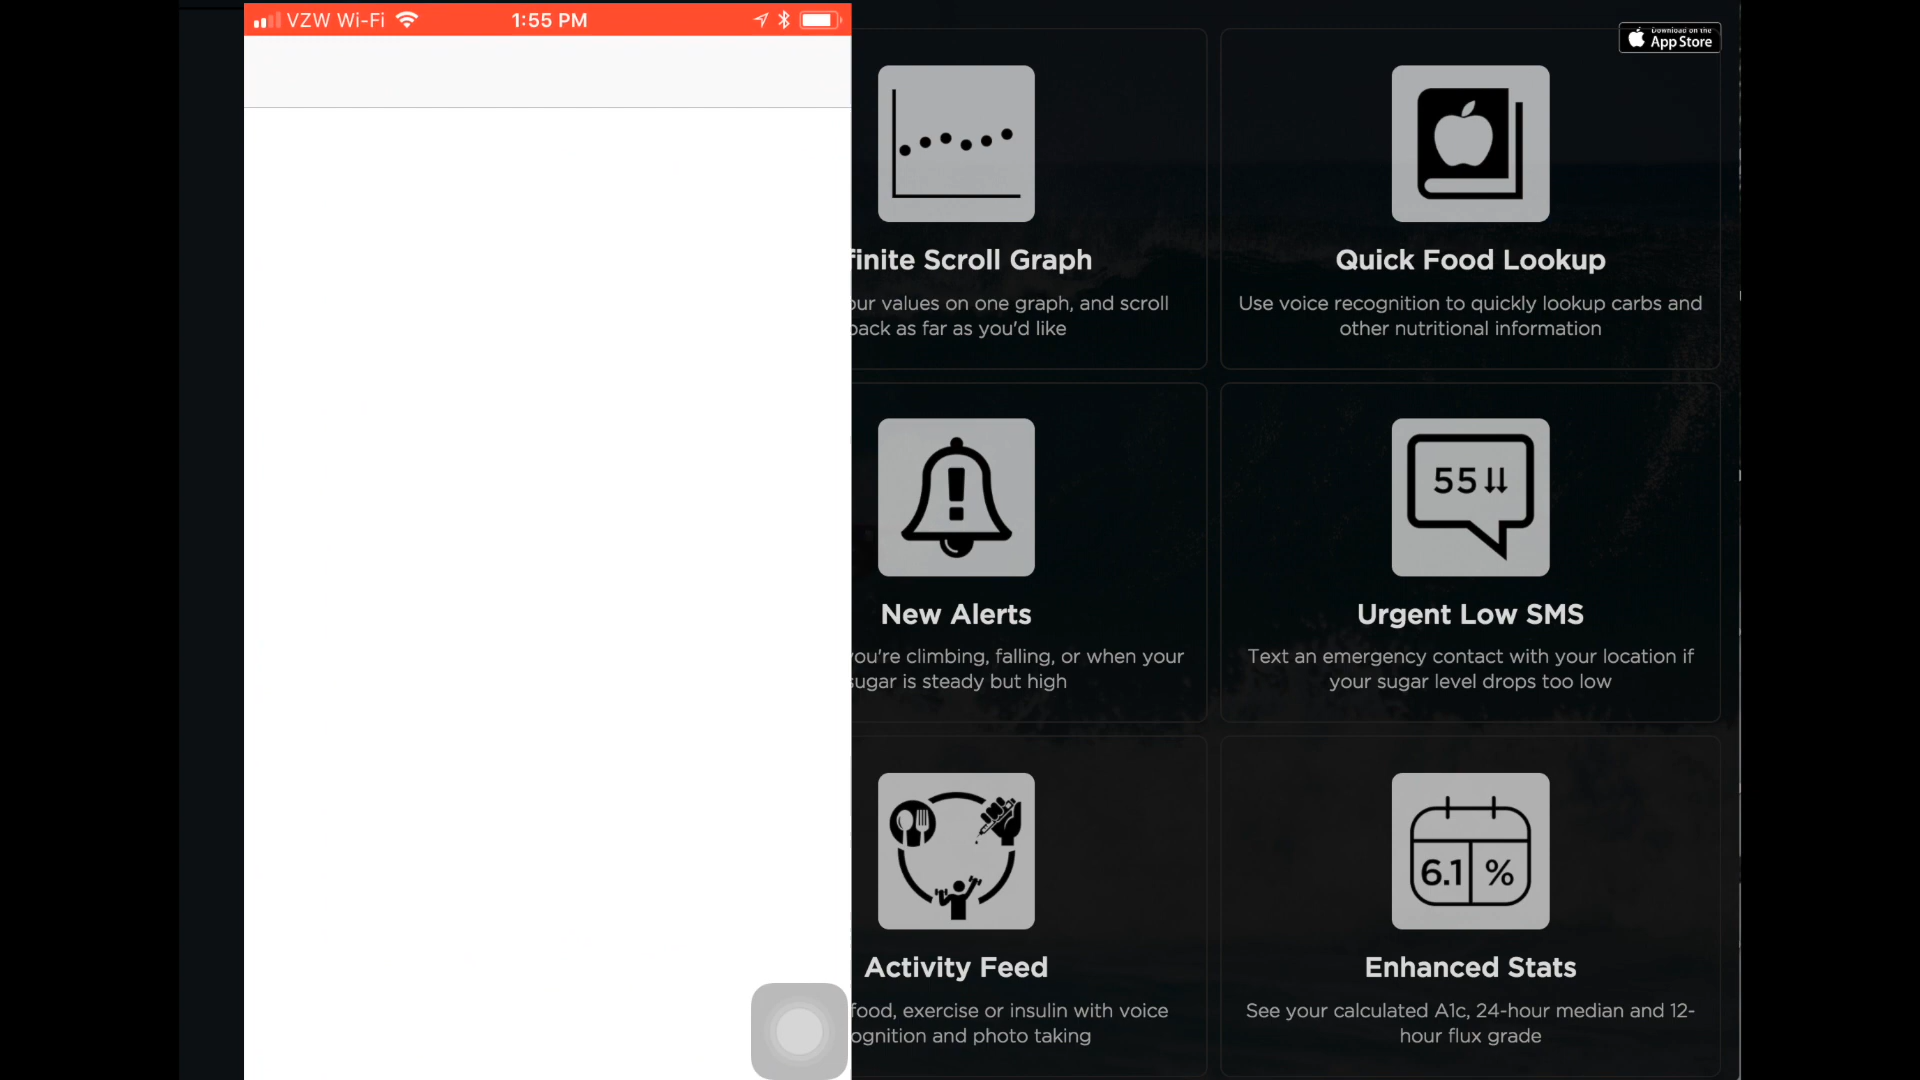 VZW Wi-Fi
1:55 PM
Download on the
App Store
finite Scroll Graph
our values on one graph, and scroll
back as far as you'd like
Quick Food Lookup
Use voice recognition to quickly lookup carbs and
other nutritional information
New Alerts
you're climbing, falling, or when your
sugar is steady but high
55
Urgent Low SMS
Text an emergency contact with your location if
your sugar level drops too low
Activity Feed
food, exercise or insulin with voice
ognition and photo taking
6.1 %
Enhanced Stats
See your calculated A1c, 24-hour median and 12-
hour flux grade